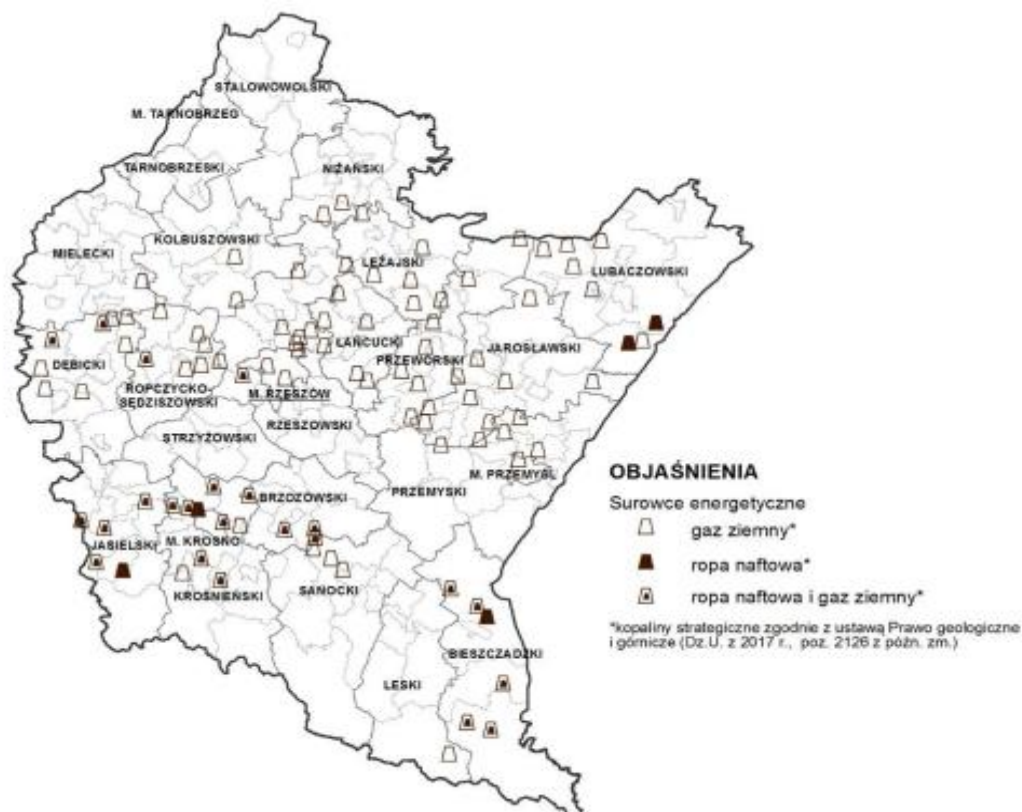 STALOWOWOLSKI
M. TARNOBRZEG
TARNOBRZESKI
NIŻAŃSKI
KOLBUSZOWSKI
MIELECKI
LEŻAJSKI
LUBACZOWSKI
ŁAŃCUCKI
PRZEWORSKI
JAROSŁAWSKI
DĘBICKI
ROPCZYCKO-
SĘDZISZOWSKI
M. RZESZÓW
RZESZOWSKI
STRZYŻOWSKI
M. PRZEMYŚL
PRZEMYSKI
BRZOZOWSKI
JASIELSKI
M. KROSNO
KROŚNIEŃSKI
SANOCKI
BIESZCZADZKI
LESKI
OBJAŚNIENIA
Surowce energetyczne
gaz ziemny*
ropa naftowa*
ropa naftowa i gaz ziemny*
*kopaliny strategiczne zgodnie z ustawą Prawo geologiczne
i górnicze (Dz.U. z 2017 r., poz. 2126 z późn. zm.)